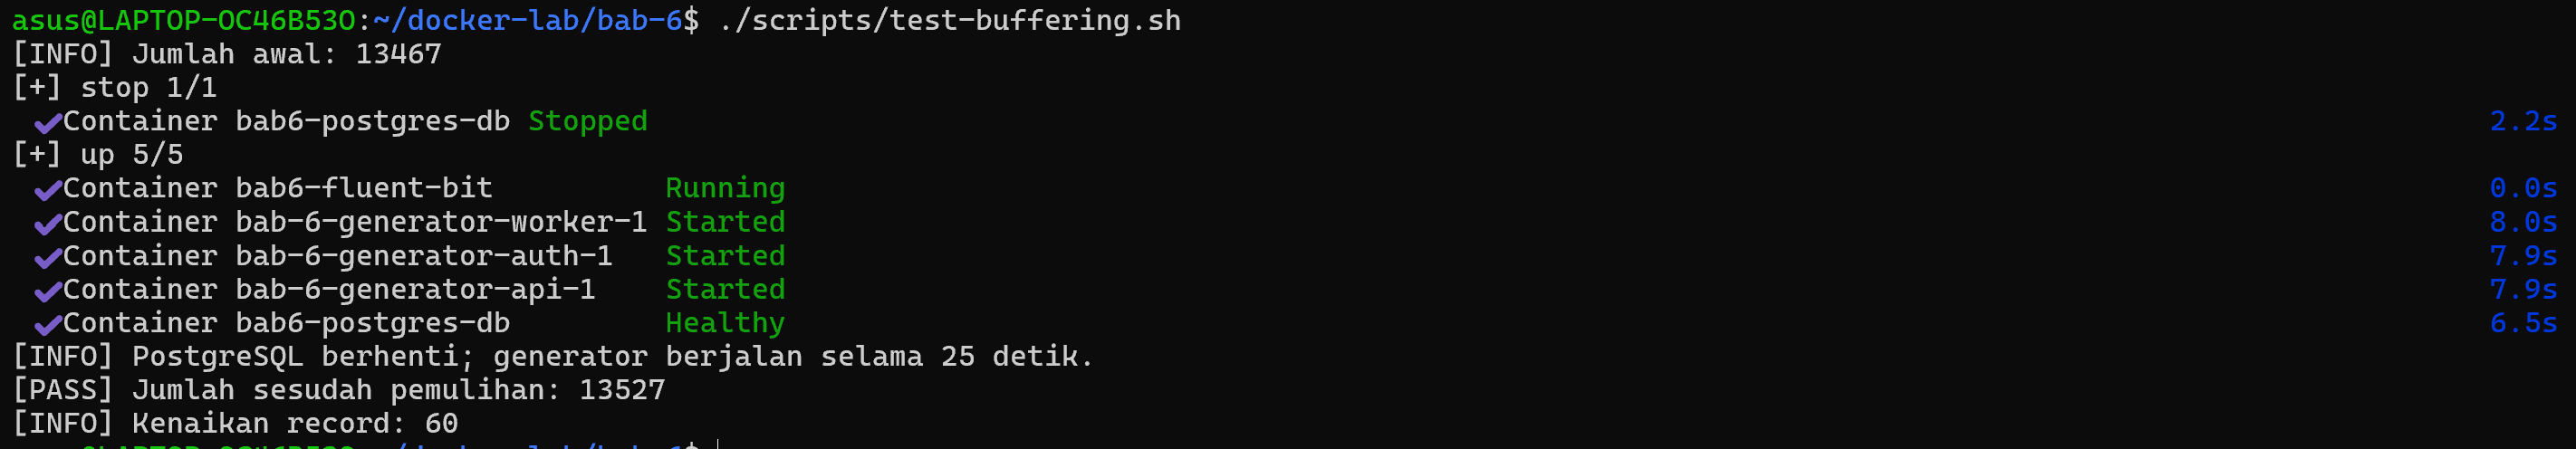 asus@LAPTOP-OC46B53O:~/docker-lab/bab-6$ ./scripts/test-buffering.sh
[INFO] Jumlah awal: 13467
[+] stop 1/1
✔Container bab6-postgres-db Stopped 2.2s
[+] up 5/5
✔Container bab6-fluent-bit Running 0.0s
✔Container bab-6-generator-worker-1 Started 8.0s
✔Container bab-6-generator-auth-1 Started 7.9s
✔Container bab-6-generator-api-1 Started 7.9s
✔Container bab6-postgres-db Healthy 6.5s
[INFO] PostgreSQL berhenti; generator berjalan selama 25 detik.
[PASS] Jumlah sesudah pemulihan: 13527
[INFO] Kenaikan record: 60